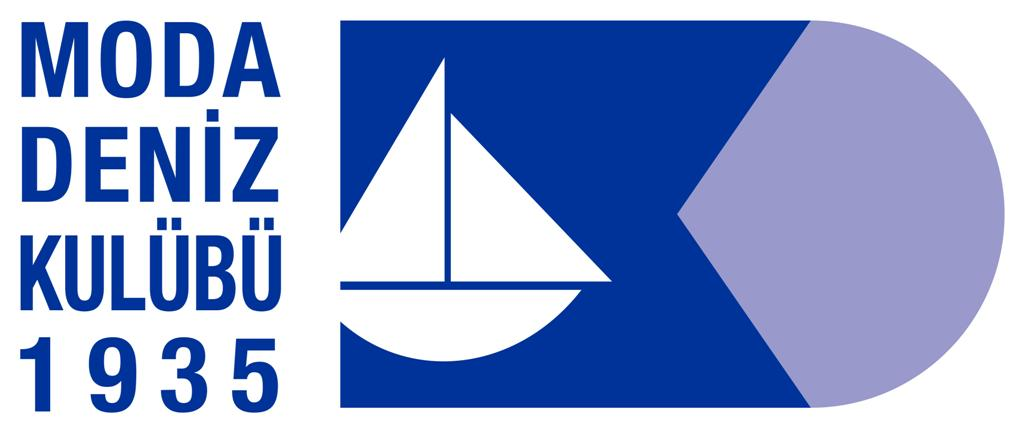 MODA
DENİZ
KULÜBÜ
1935